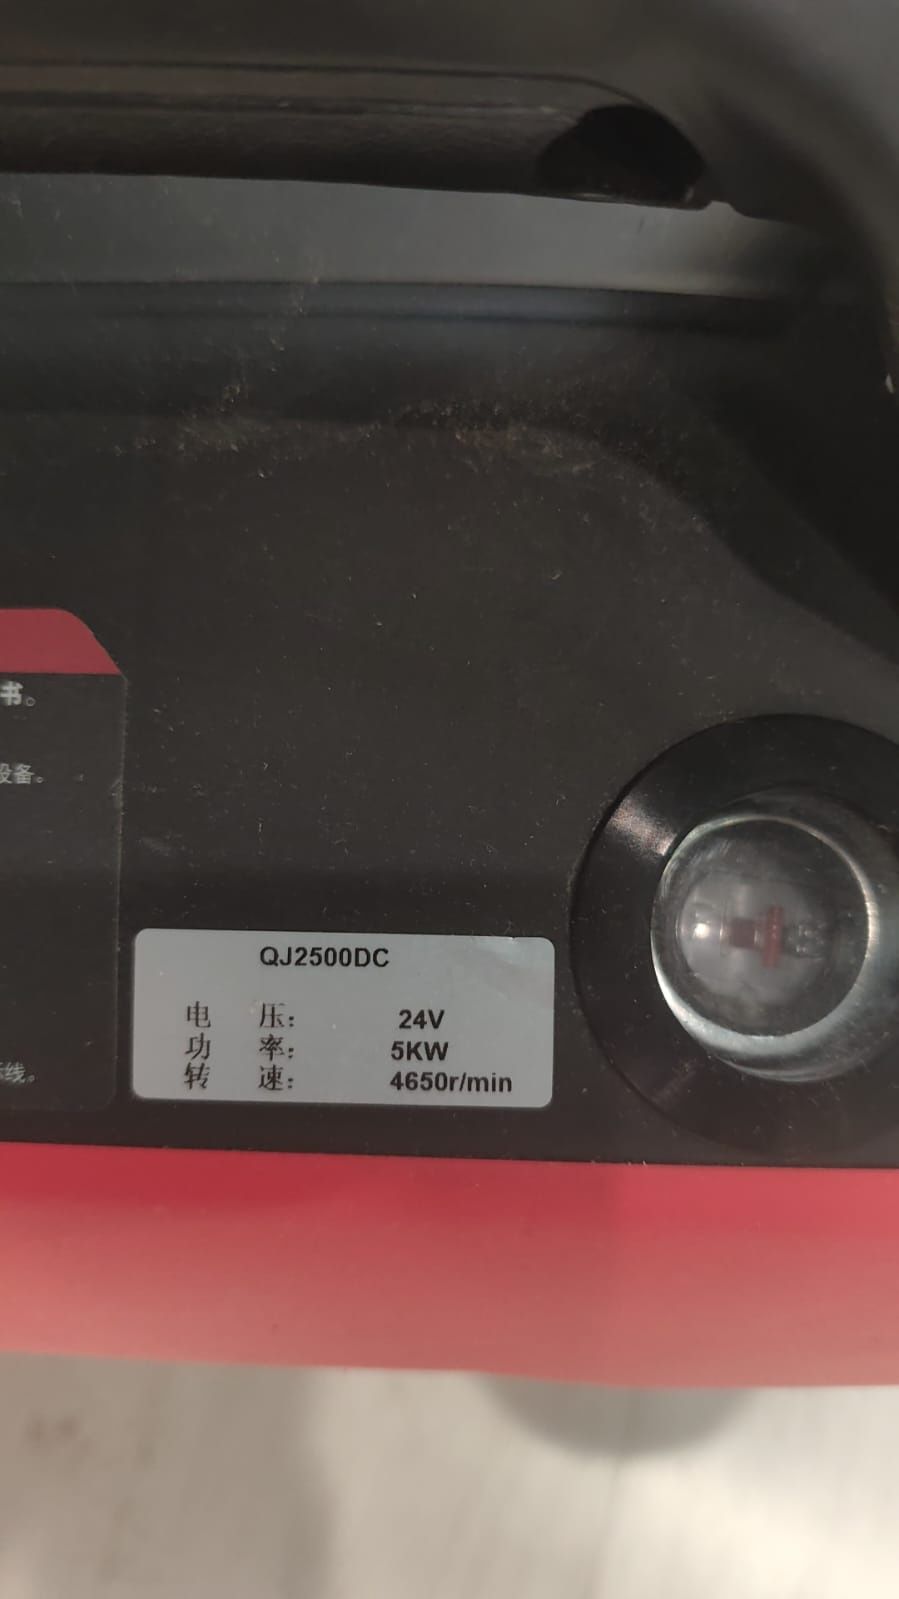 书。
设备。
QJ2500DC
电 压： 24V
功 率： 5KW
转 速： 4650r/min
线。